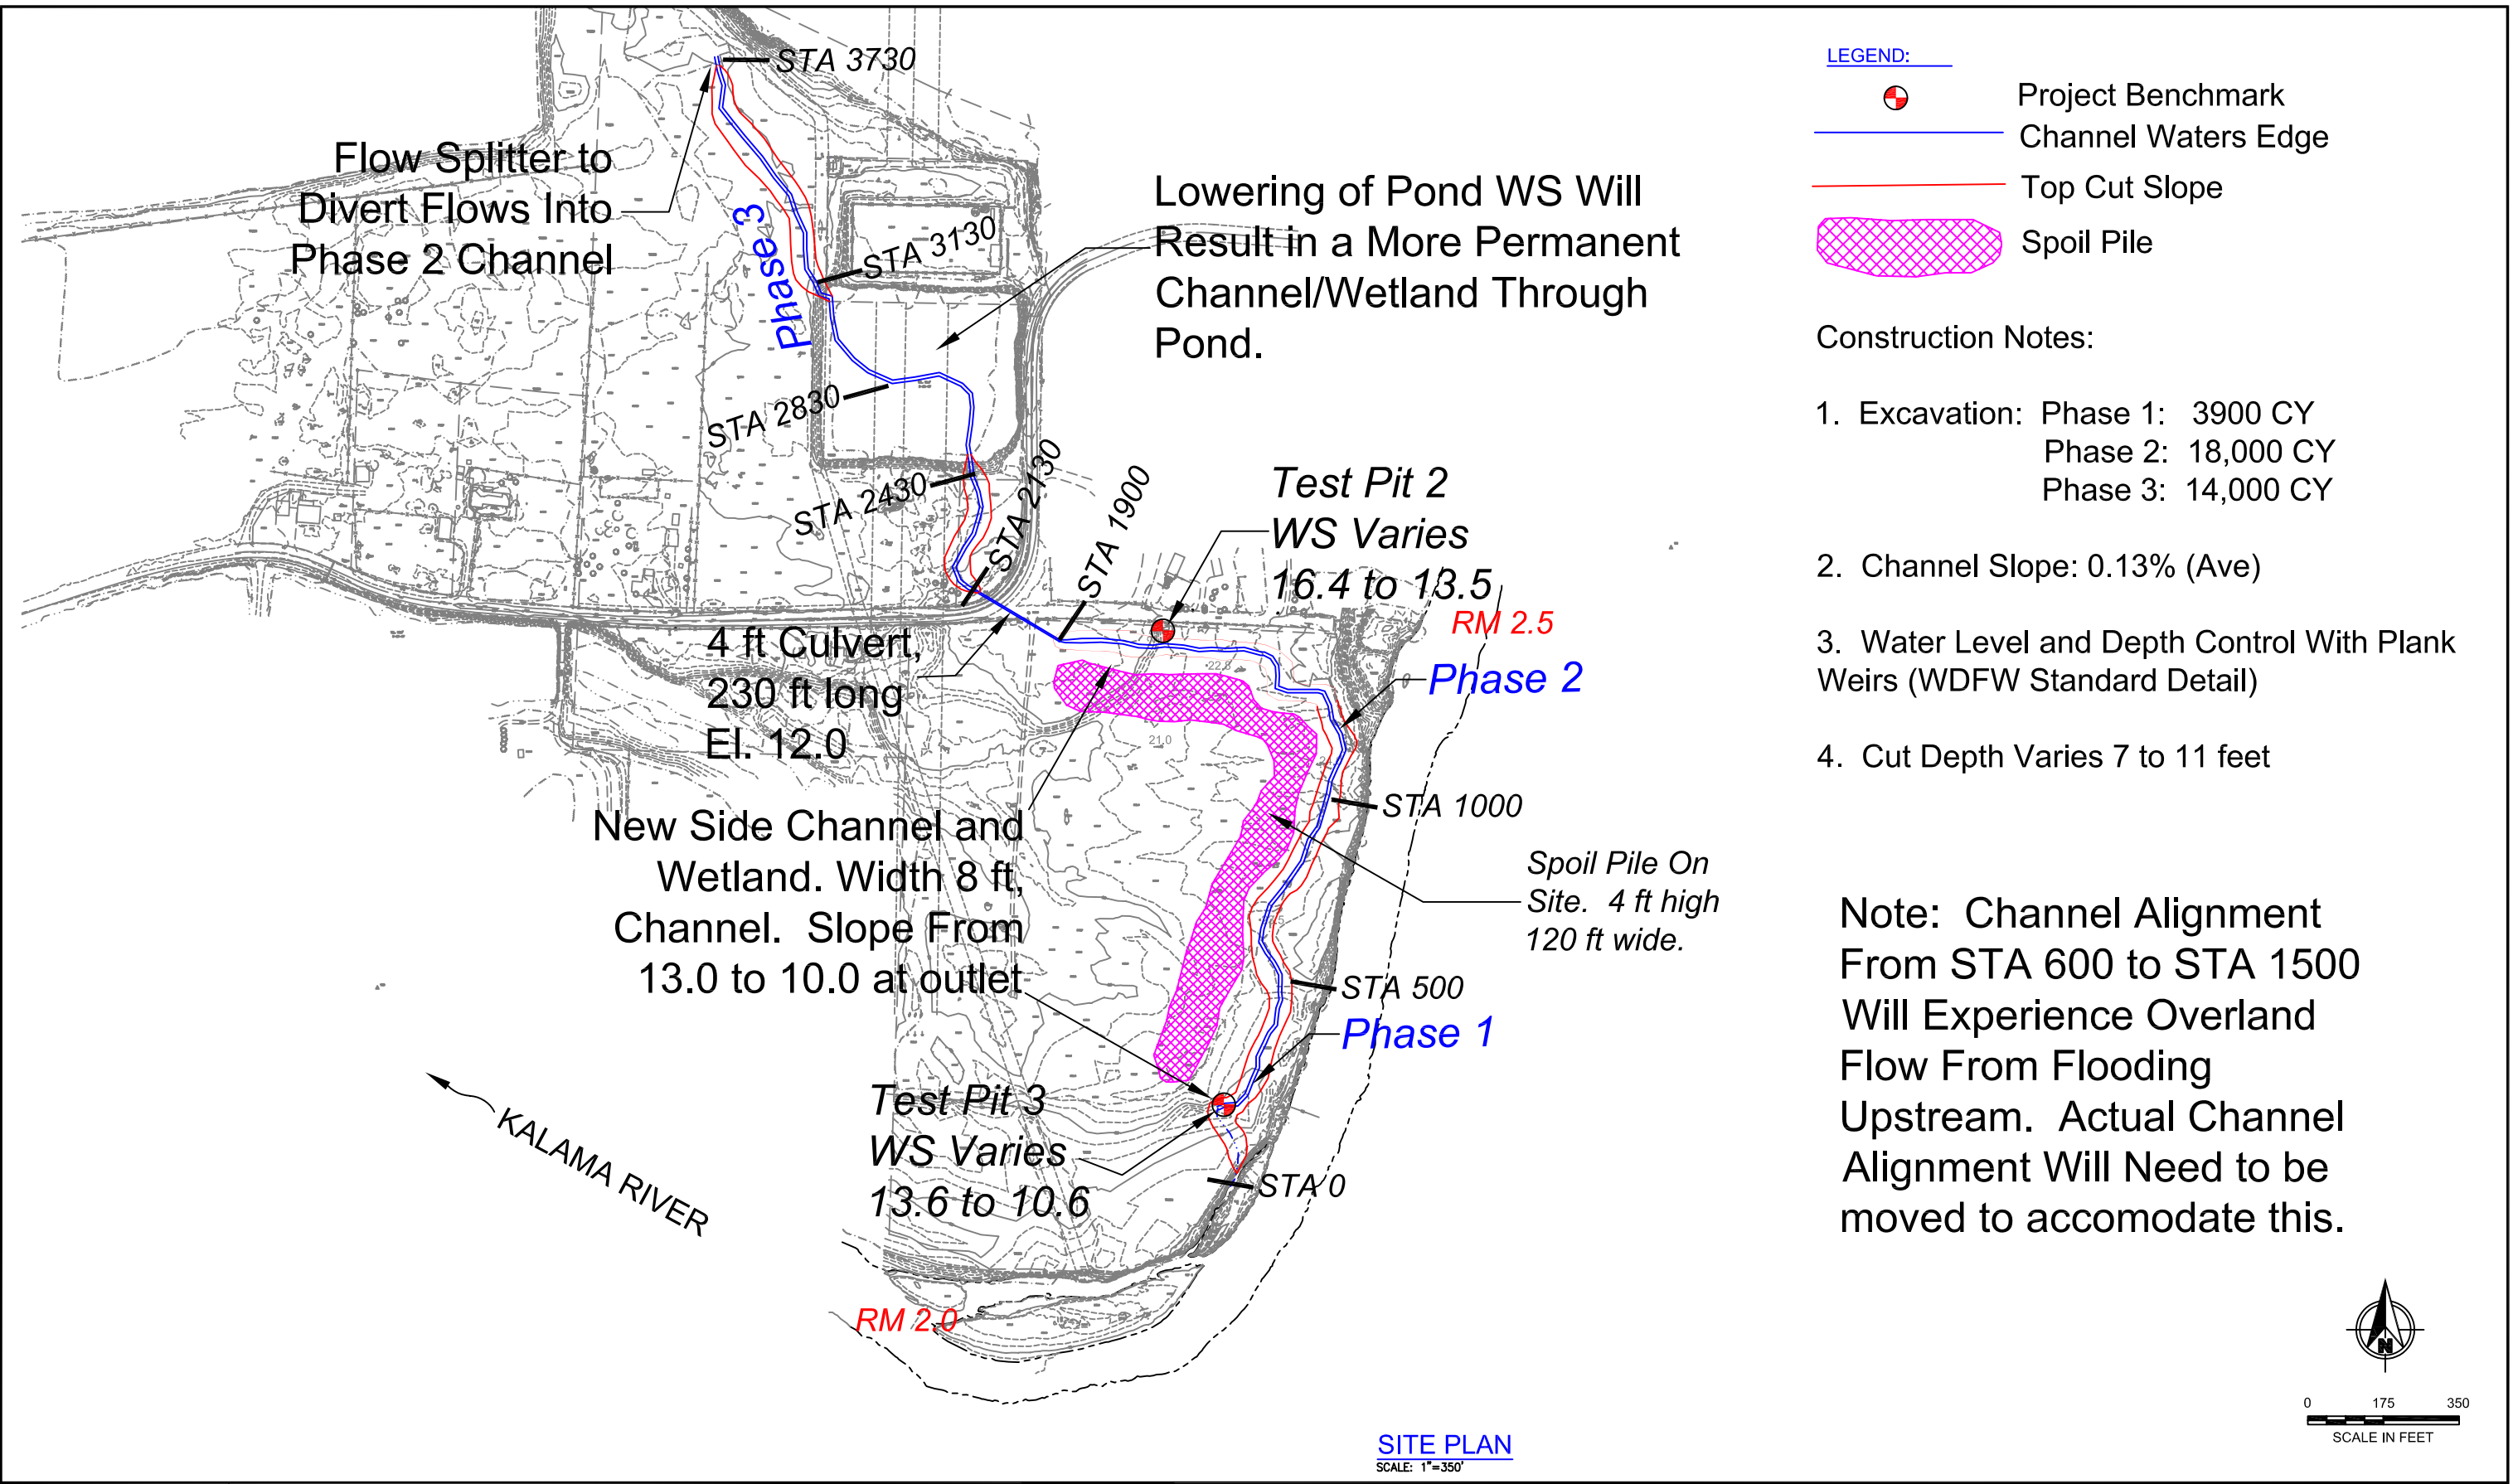 STA 3730
Flow Splitter to
Divert Flows Into
Phase 2 Channel
Phase 3
STA 3130
Lowering of Pond WS Will
Result in a More Permanent
Channel/Wetland Through
Pond.
STA 2830
STA 2430
STA 2130
STA 1900
Test Pit 2
WS Varies
16.4 to 13.5
RM 2.5
Phase 2
4 ft Culvert,
230 ft long
El. 12.0
21.0
STA 1000
New Side Channel and
Wetland. Width 8 ft,
Channel. Slope From
13.0 to 10.0 at outlet
Spoil Pile On
Site. 4 ft high
120 ft wide.
STA 500
Phase 1
Test Pit 3
WS Varies
13.6 to 10.6
STA 0
KALAMA RIVER
RM 2.0
SITE PLAN
SCALE: 1"=350'
LEGEND:
Project Benchmark
Channel Waters Edge
Top Cut Slope
Spoil Pile
Construction Notes:
1. Excavation: Phase 1: 3900 CY
Phase 2: 18,000 CY
Phase 3: 14,000 CY
2. Channel Slope: 0.13% (Ave)
3. Water Level and Depth Control With Plank
Weirs (WDFW Standard Detail)
4. Cut Depth Varies 7 to 11 feet
Note: Channel Alignment
From STA 600 to STA 1500
Will Experience Overland
Flow From Flooding
Upstream. Actual Channel
Alignment Will Need to be
moved to accomodate this.
N
0 175 350
SCALE IN FEET